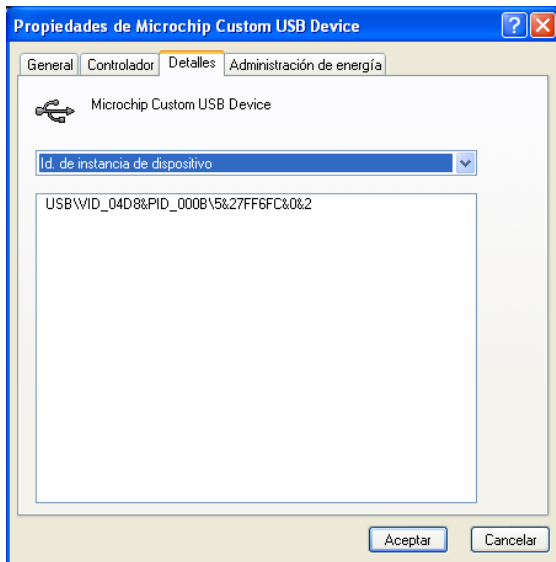 Propiedades de Microchip Custom USB Device
General Controlador Detalles Administración de energía
Microchip Custom USB Device
Id. de instancia de dispositivo
USB\VID_04D8&PID_000B\5&27FF6FC&0&2
Aceptar Cancelar